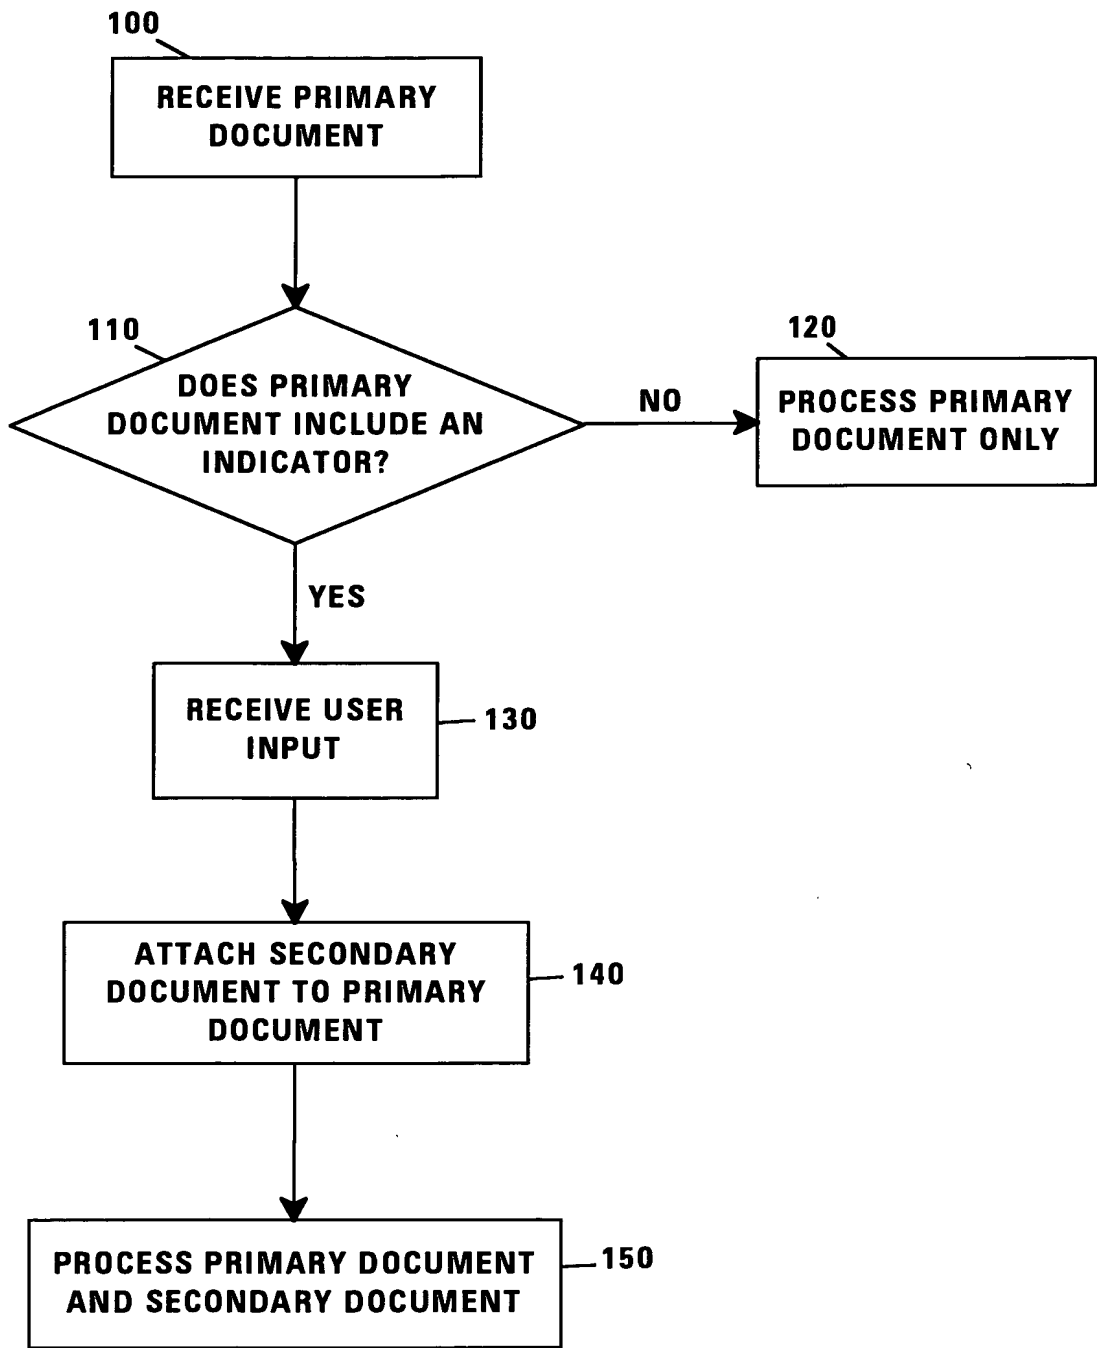 100
RECEIVE PRIMARY
DOCUMENT
110
DOES PRIMARY
DOCUMENT INCLUDE AN
INDICATOR?
NO
120
PROCESS PRIMARY
DOCUMENT ONLY
YES
RECEIVE USER
INPUT
130
ATTACH SECONDARY
DOCUMENT TO PRIMARY
DOCUMENT
140
PROCESS PRIMARY DOCUMENT
AND SECONDARY DOCUMENT
150